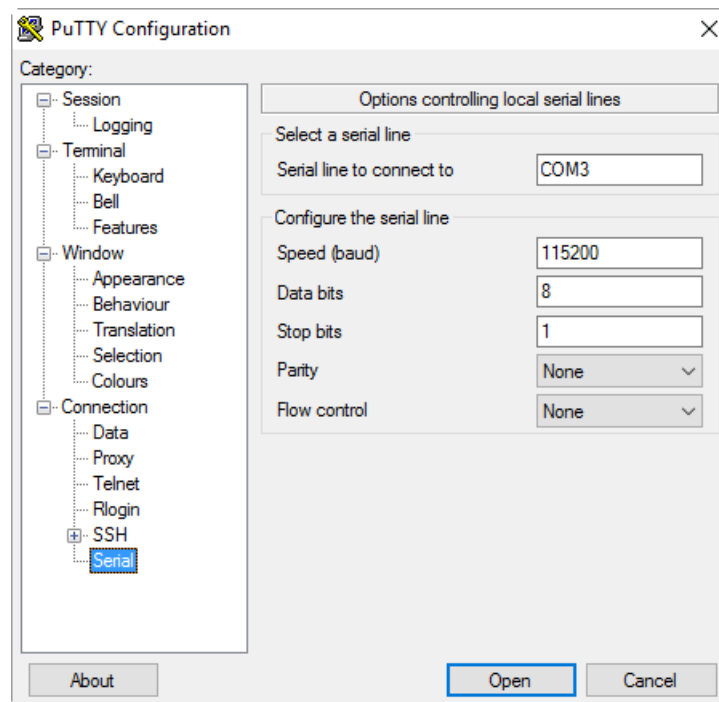 PuTTY Configuration
Category:
Session
Logging
Terminal
Keyboard
Bell
Features
Window
Appearance
Behaviour
Translation
Selection
Colours
Connection
Data
Proxy
Telnet
Rlogin
SSH
Serial
Options controlling local serial lines
Select a serial line
Serial line to connect to COM3
Configure the serial line
Speed (baud) 115200
Data bits 8
Stop bits 1
Parity None
Flow control None
About Open Cancel